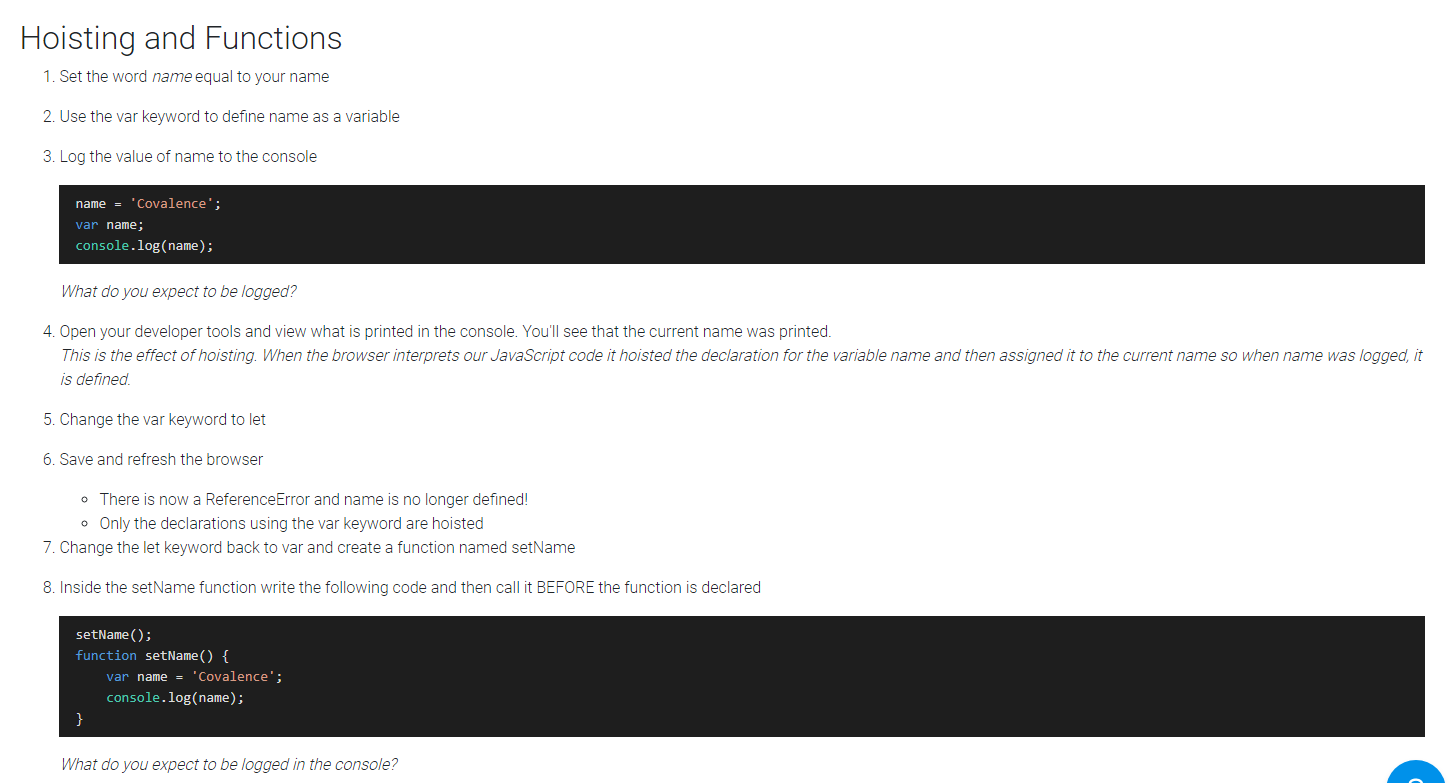 Hoisting and Functions
1. Set the word name equal to your name
2. Use the var keyword to define name as a variable
3. Log the value of name to the console
name = 'Covalence';
var name;
console.log(name);
What do you expect to be logged?
4. Open your developer tools and view what is printed in the console. You'll see that the current name was printed.
This is the effect of hoisting. When the browser interprets our JavaScript code it hoisted the declaration for the variable name and then assigned it to the current name so when name was logged, it
is defined.
5. Change the var keyword to let
6. Save and refresh the browser
∘ There is now a ReferenceError and name is no longer defined!
∘ Only the declarations using the var keyword are hoisted
7. Change the let keyword back to var and create a function named setName
8. Inside the setName function write the following code and then call it BEFORE the function is declared
setName();
function setName() {
    var name = 'Covalence';
    console.log(name);
}
What do you expect to be logged in the console?